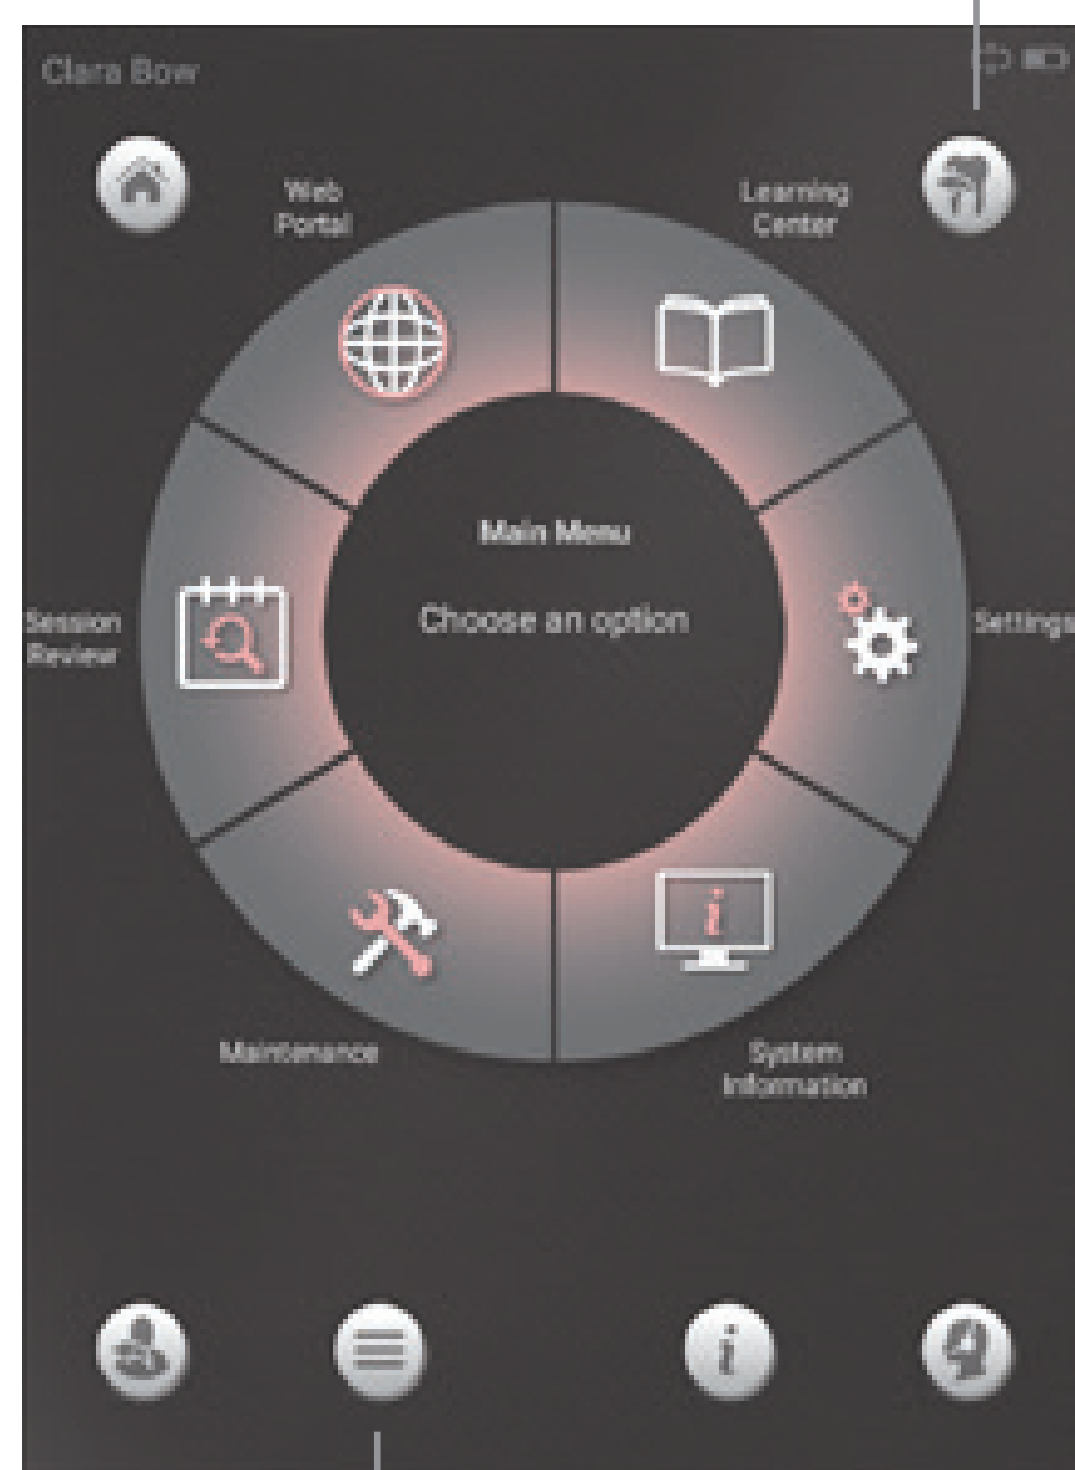 Clara Bow
Web
Portal
Learning
Center
Main Menu
Choose an option
Session
Review
Settings
Maintenance
System
Information
i
i